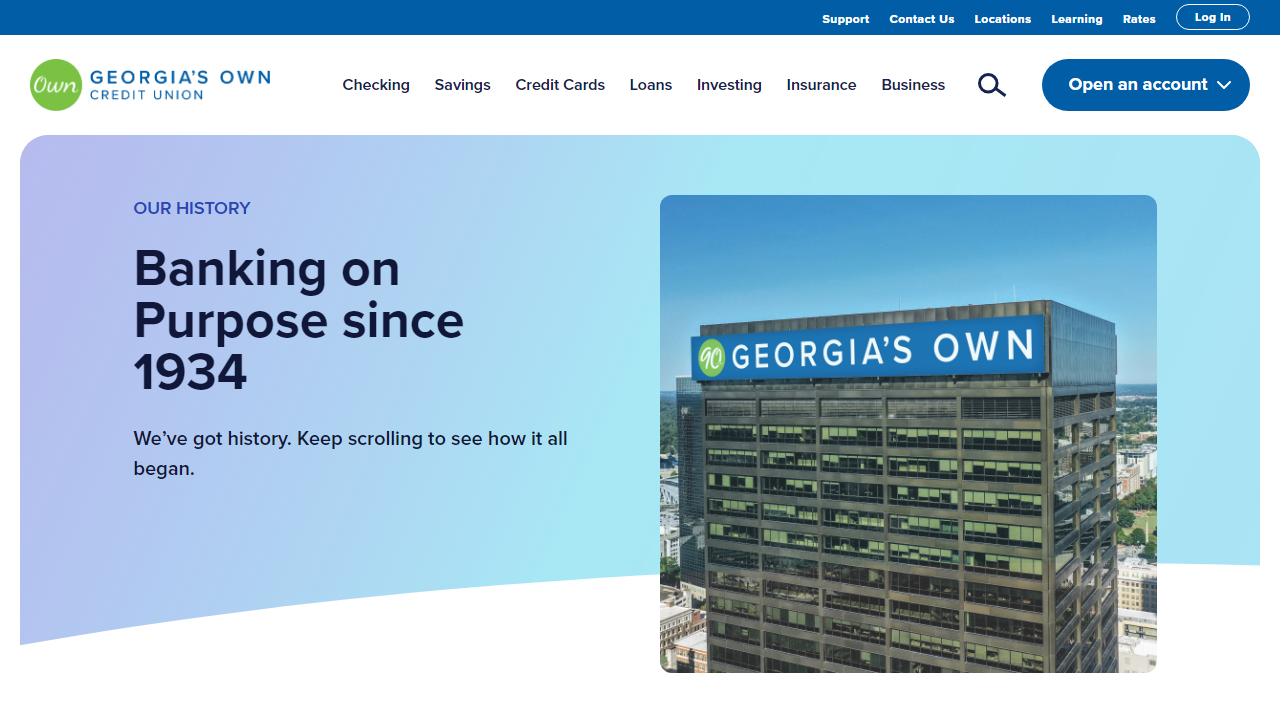 Support Contact Us Locations Learning Rates Log In
Own GEORGIA'S OWN
CREDIT UNION
Checking Savings Credit Cards Loans Investing Insurance Business Open an account
OUR HISTORY
Banking on
Purpose since
1934
We've got history. Keep scrolling to see how it all
began.
90 GEORGIA'S OWN